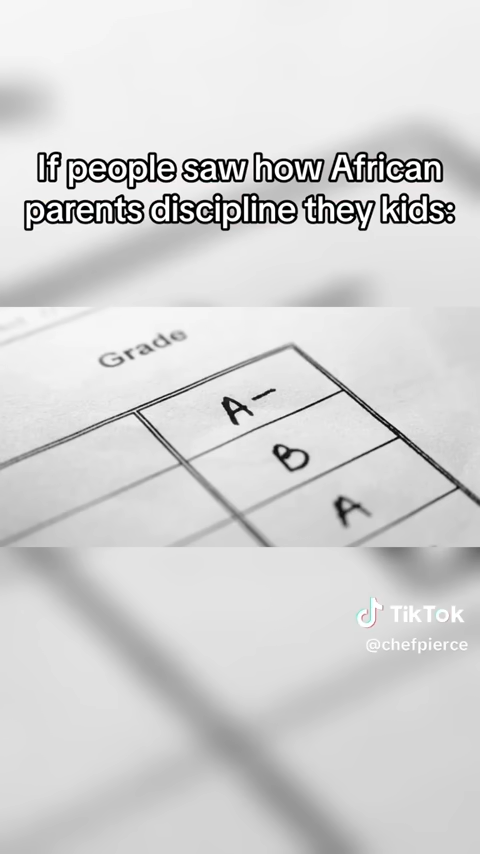 If people saw how African
parents discipline they kids:
Grade
A-
B
A
TikTok
@chefpierce